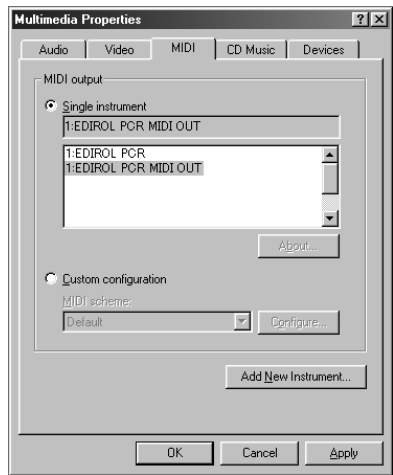 Multimedia Properties
Audio Video MIDI CD Music Devices
MIDI output
Single instrument
1:EDIROL PCR MIDI OUT
1:EDIROL PCR
1:EDIROL PCR MIDI OUT
About...
Custom configuration
MIDI scheme:
Default Configure...
Add New Instrument...
OK Cancel Apply